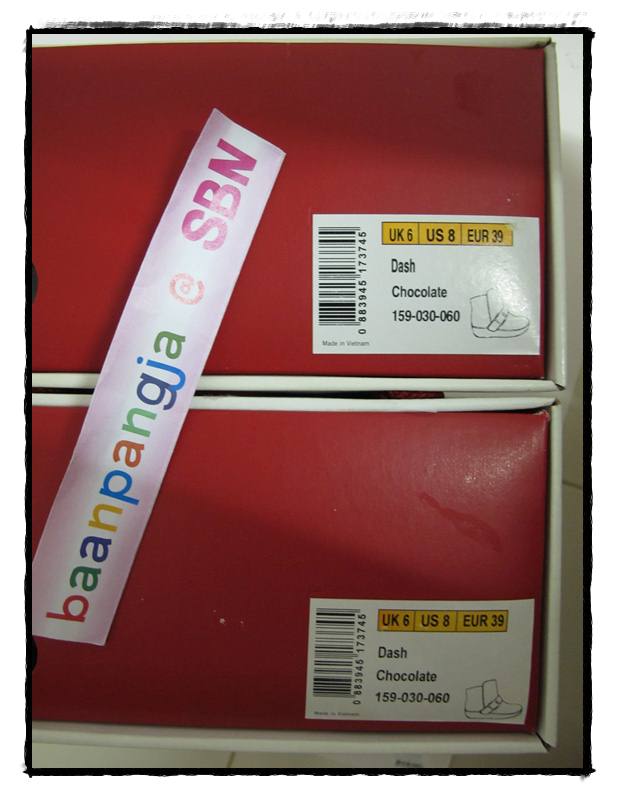 baanpangja @ SBN
UK 6 US 8 EUR 39
Dash
Chocolate
159-030-060
0 883945 173745
Made in Vietnam
UK 6 US 8 EUR 39
Dash
Chocolate
159-030-060
0 883945 173745
Made in Vietnam